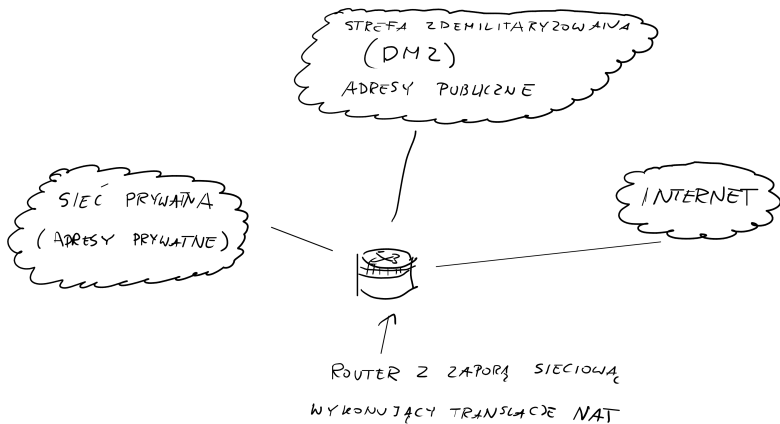 STREFA ZDEMILITARYZOWANA
(DMZ)
ADRESY PUBLICZNE
SIEĆ PRYWATNA
(ADRESY PRYWATNE)
INTERNET
ROUTER Z ZAPORĄ SIECIOWĄ
WYKONUJĄCY TRANSLACJE NAT